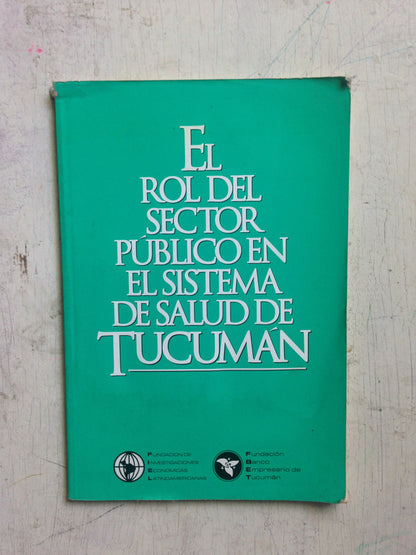 EL
ROL DEL
SECTOR
PÚBLICO EN
EL SISTEMA
DE SALUD DE
TUCUMÁN
FUNDACION DE
INVESTIGACIONES
ECONÓMICAS
LATINOAMERICANAS
Fundación
Banco
Empresario de
Tucumán